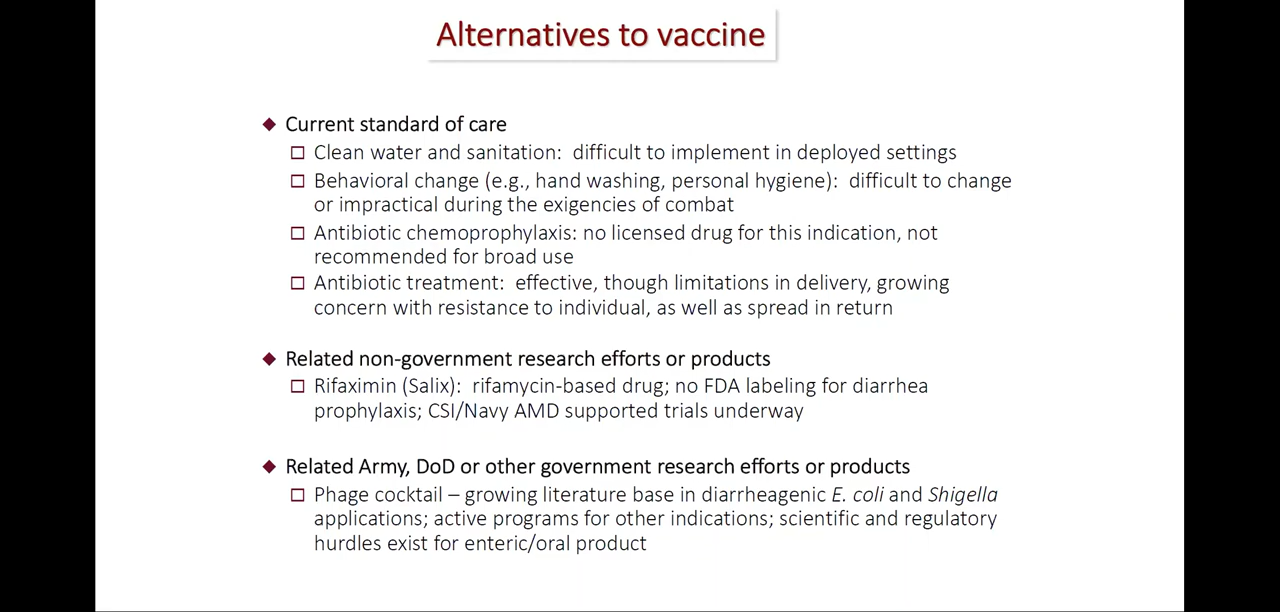 Alternatives to vaccine
Current standard of care
Clean water and sanitation: difficult to implement in deployed settings
Behavioral change (e.g., hand washing, personal hygiene): difficult to change
or impractical during the exigencies of combat
Antibiotic chemoprophylaxis: no licensed drug for this indication, not
recommended for broad use
Antibiotic treatment: effective, though limitations in delivery, growing
concern with resistance to individual, as well as spread in return
Related non-government research efforts or products
Rifaximin (Salix): rifamycin-based drug; no FDA labeling for diarrhea
prophylaxis; CSI/Navy AMD supported trials underway
Related Army, DoD or other government research efforts or products
Phage cocktail – growing literature base in diarrheagenic E. coli and Shigella
applications; active programs for other indications; scientific and regulatory
hurdles exist for enteric/oral product